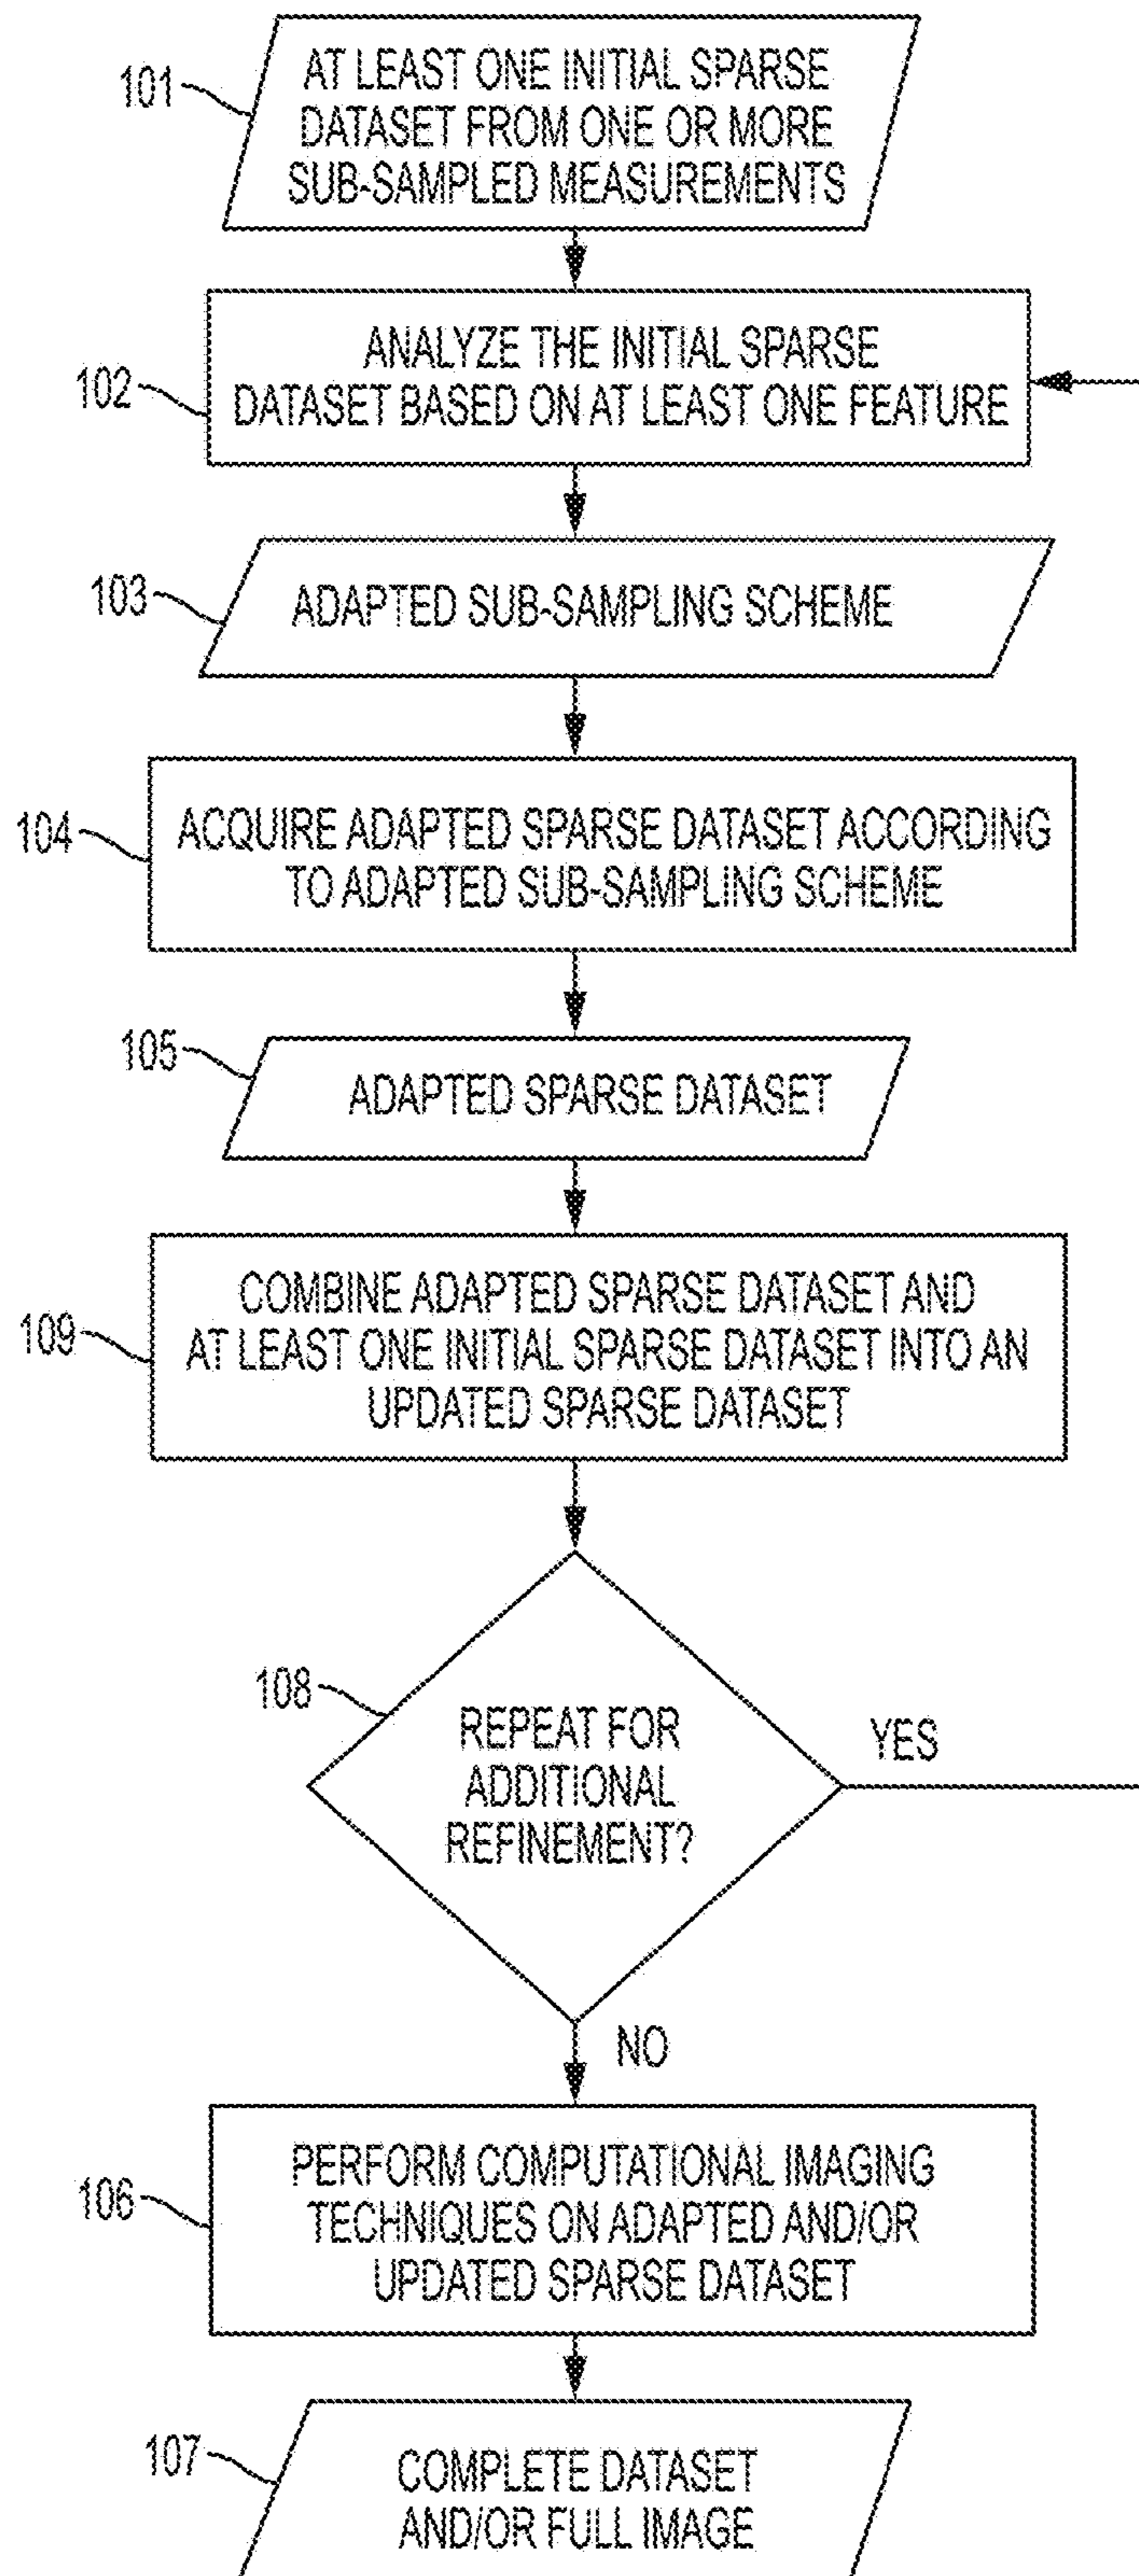 101
AT LEAST ONE INITIAL SPARSE
DATASET FROM ONE OR MORE
SUB-SAMPLED MEASUREMENTS
102
ANALYZE THE INITIAL SPARSE
DATASET BASED ON AT LEAST ONE FEATURE
103
ADAPTED SUB-SAMPLING SCHEME
104
ACQUIRE ADAPTED SPARSE DATASET ACCORDING
TO ADAPTED SUB-SAMPLING SCHEME
105
ADAPTED SPARSE DATASET
109
COMBINE ADAPTED SPARSE DATASET AND
AT LEAST ONE INITIAL SPARSE DATASET INTO AN
UPDATED SPARSE DATASET
108
REPEAT FOR
ADDITIONAL
REFINEMENT?
YES
NO
106
PERFORM COMPUTATIONAL IMAGING
TECHNIQUES ON ADAPTED AND/OR
UPDATED SPARSE DATASET
107
COMPLETE DATASET
AND/OR FULL IMAGE